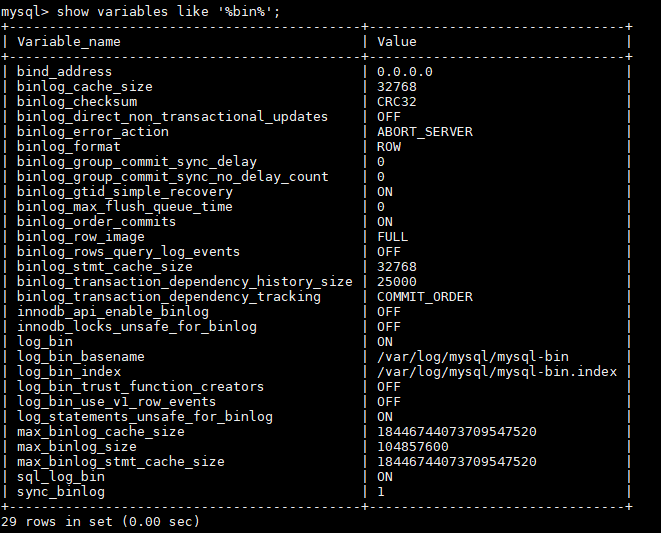 mysql> show variables like '%bin%';
+--------------------------------------------+--------------------------------+
| Variable_name                              | Value                          |
+--------------------------------------------+--------------------------------+
| bind_address                               | 0.0.0.0                        |
| binlog_cache_size                          | 32768                          |
| binlog_checksum                            | CRC32                          |
| binlog_direct_non_transactional_updates    | OFF                            |
| binlog_error_action                        | ABORT_SERVER                   |
| binlog_format                              | ROW                            |
| binlog_group_commit_sync_delay             | 0                              |
| binlog_group_commit_sync_no_delay_count    | 0                              |
| binlog_gtid_simple_recovery                | ON                             |
| binlog_max_flush_queue_time                | 0                              |
| binlog_order_commits                       | ON                             |
| binlog_row_image                           | FULL                           |
| binlog_rows_query_log_events               | OFF                            |
| binlog_stmt_cache_size                     | 32768                          |
| binlog_transaction_dependency_history_size | 25000                          |
| binlog_transaction_dependency_tracking     | COMMIT_ORDER                   |
| innodb_api_enable_binlog                   | OFF                            |
| innodb_locks_unsafe_for_binlog             | OFF                            |
| log_bin                                    | ON                             |
| log_bin_basename                           | /var/log/mysql/mysql-bin       |
| log_bin_index                              | /var/log/mysql/mysql-bin.index |
| log_bin_trust_function_creators            | OFF                            |
| log_bin_use_v1_row_events                  | OFF                            |
| log_statements_unsafe_for_binlog           | ON                             |
| max_binlog_cache_size                      | 18446744073709547520           |
| max_binlog_size                            | 104857600                      |
| max_binlog_stmt_cache_size                 | 18446744073709547520           |
| sql_log_bin                                | ON                             |
| sync_binlog                                | 1                              |
+--------------------------------------------+--------------------------------+
29 rows in set (0.00 sec)